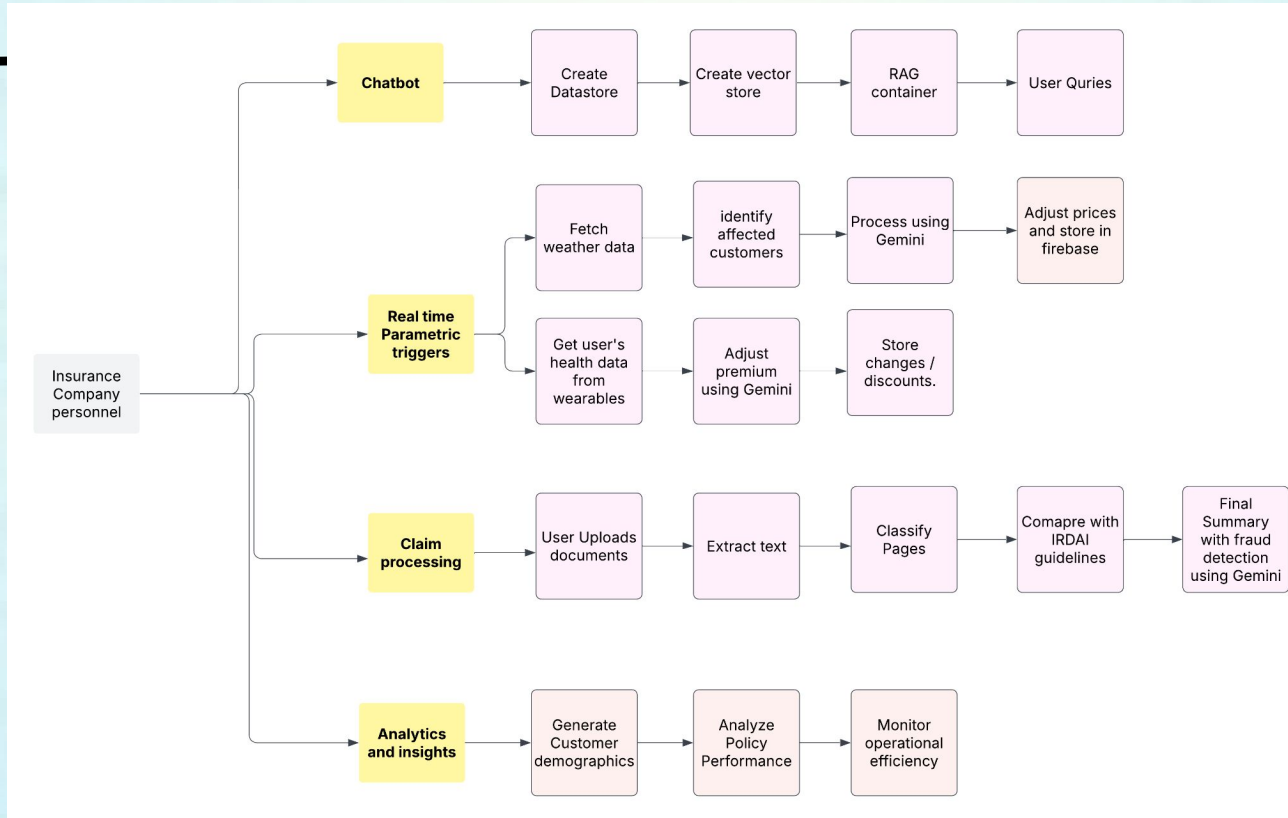 Chatbot
Create
Datastore
Create vector
store
RAG
container
User Quries
Fetch
weather data
identify
affected
customers
Process using
Gemini
Adjust prices
and store in
firebase
Real time
Parametric
triggers
Get user's
health data
from
wearables
Adjust
premium
using Gemini
Store
changes /
discounts.
Insurance
Company
personnel
Claim
processing
User Uploads
documents
Extract text
Classify
Pages
Comapre with
IRDAI
guidelines
Final
Summary
with fraud
detection
using Gemini
Analytics
and insights
Generate
Customer
demographics
Analyze
Policy
Performance
Monitor
operational
efficiency